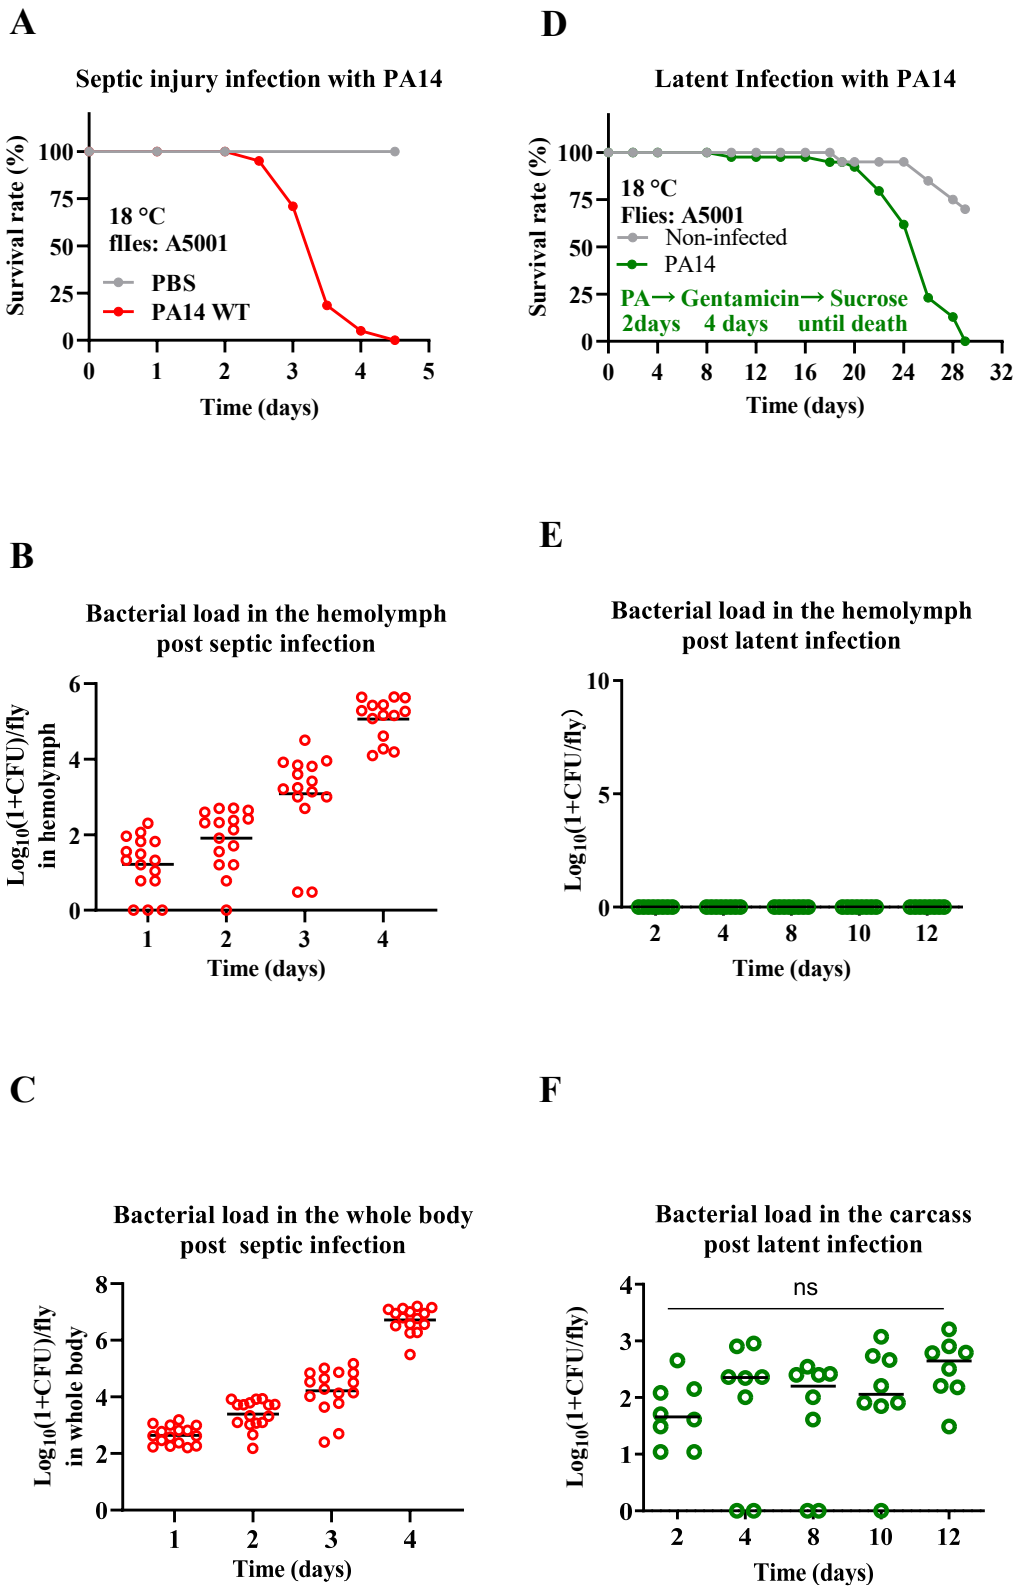 A
Septic injury infection with PA14
Survival rate (%)
100
75
50
25
0
18 °C
flIes: A5001
PBS
PA14 WT
0 1 2 3 4 5
Time (days)
D
Latent Infection with PA14
Survival rate (%)
100
75
50
25
0
18 °C
Flies: A5001
Non-infected
PA14
PA→ Gentamicin→ Sucrose
2days 4 days until death
0 4 8 12 16 20 24 28 32
Time (days)
B
Bacterial load in the hemolymph
post septic infection
Log10(1+CFU)/fly
in hemolymph
6
4
2
0
1 2 3 4
Time (days)
E
Bacterial load in the hemolymph
post latent infection
Log10(1+CFU/fly)
10
5
0
2 4 8 10 12
Time (days)
C
Bacterial load in the whole body
post septic infection
Log10(1+CFU)/fly
in whole body
8
6
4
2
0
1 2 3 4
Time (days)
F
Bacterial load in the carcass
post latent infection
Log10(1+CFU/fly)
4
3
2
1
0
ns
2 4 8 10 12
Time (days)